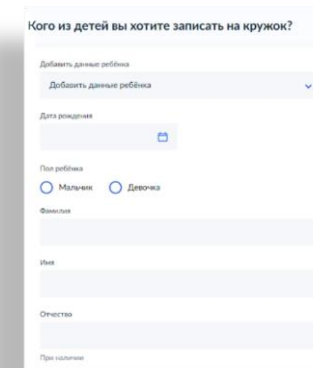 Кого из детей вы хотите записать на кружок?
Добавить данные ребёнка
Добавить данные ребёнка
Дата рождения
Пол ребёнка
Мальчик Девочка
Фамилия
Имя
Отчество
При наличии